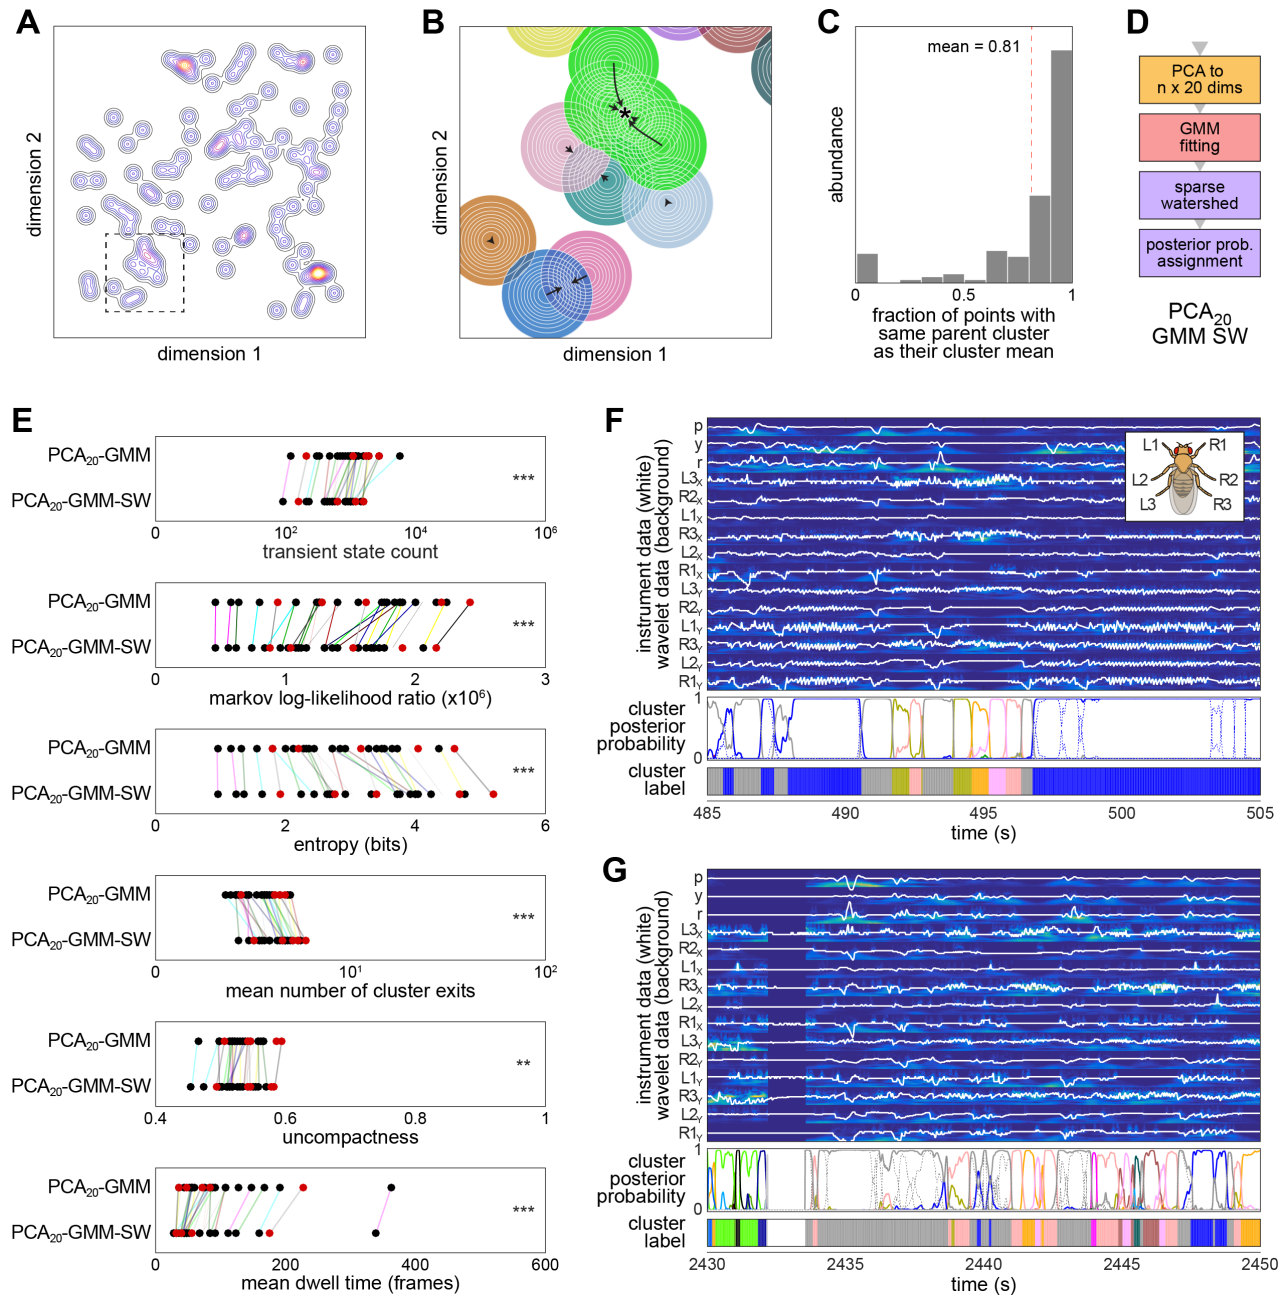 A
dimension 2
dimension 1
B
dimension 2
dimension 1
C
mean = 0.81
abundance
0
0.5
1
fraction of points with
same parent cluster
as their cluster mean
D
PCA to
n x 20 dims
GMM
fitting
sparse
watershed
posterior prob.
assignment
PCA20
GMM SW
E
PCA20-GMM
PCA20-GMM-SW
***
0
10²
10⁴
10⁶
transient state count
PCA20-GMM
PCA20-GMM-SW
***
0
1
2
3
markov log-likelihood ratio (x10⁶)
PCA20-GMM
PCA20-GMM-SW
***
0
2
4
6
entropy (bits)
PCA20-GMM
PCA20-GMM-SW
***
0
10¹
10²
mean number of cluster exits
PCA20-GMM
PCA20-GMM-SW
**
0.4
0.6
0.8
1
uncompactness
PCA20-GMM
PCA20-GMM-SW
***
0
200
400
600
mean dwell time (frames)
F
instrument data (white)
wavelet data (background)
p
y
r
L3X
R2X
L1X
R3X
L2X
R1X
L3Y
R2Y
L1Y
R3Y
L2Y
R1Y
L1
R1
L2
R2
L3
R3
cluster
posterior
probability
1
0
cluster
label
485
490
495
500
505
time (s)
G
instrument data (white)
wavelet data (background)
p
y
r
L3X
R2X
L1X
R3X
L2X
R1X
L3Y
R2Y
L1Y
R3Y
L2Y
R1Y
cluster
posterior
probability
1
0
cluster
label
2430
2435
2440
2445
2450
time (s)